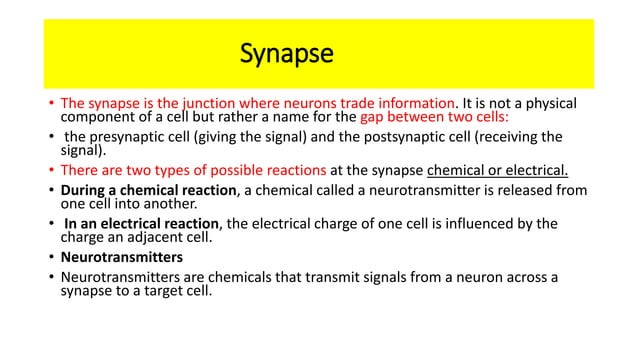 Synapse
• The synapse is the junction where neurons trade information. It is not a physical
component of a cell but rather a name for the gap between two cells:
• the presynaptic cell (giving the signal) and the postsynaptic cell (receiving the
signal).
• There are two types of possible reactions at the synapse chemical or electrical.
• During a chemical reaction, a chemical called a neurotransmitter is released from
one cell into another.
• In an electrical reaction, the electrical charge of one cell is influenced by the
charge an adjacent cell.
• Neurotransmitters
• Neurotransmitters are chemicals that transmit signals from a neuron across a
synapse to a target cell.